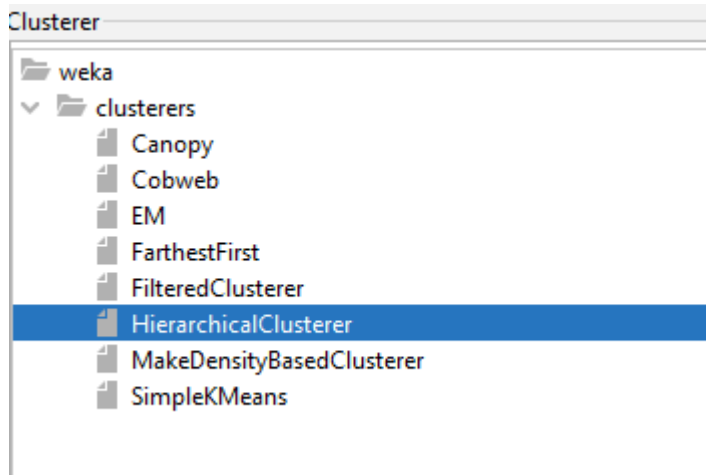 Clusterer
weka
clusterers
Canopy
Cobweb
EM
FarthestFirst
FilteredClusterer
HierarchicalClusterer
MakeDensityBasedClusterer
SimpleKMeans